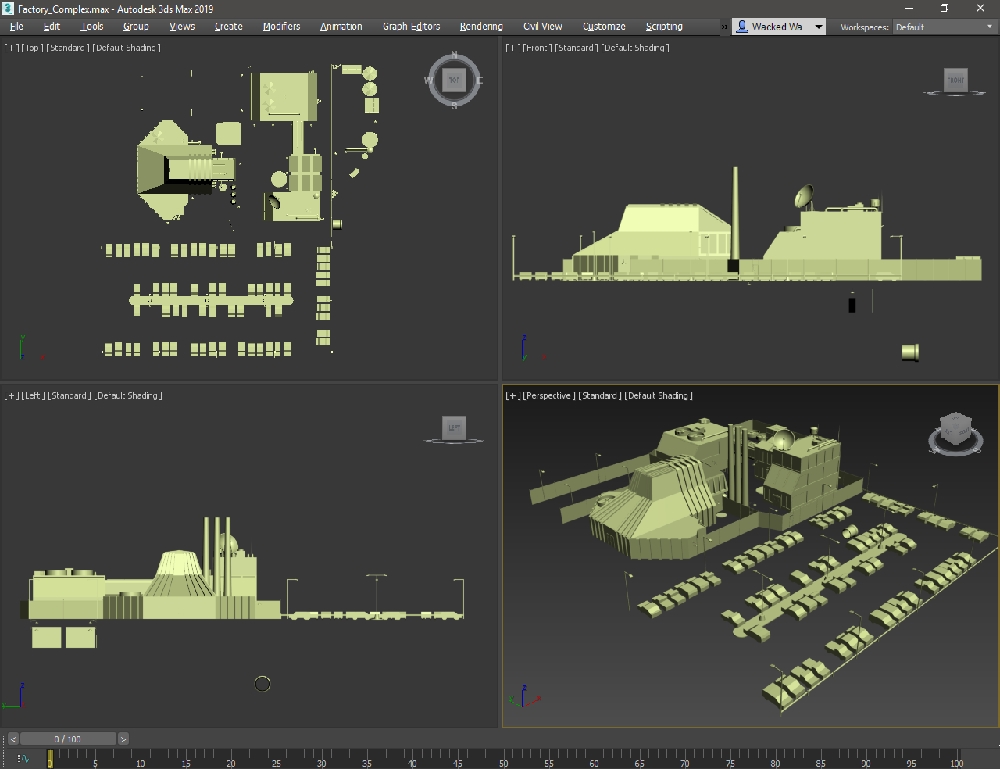 Factory_Complex.max - Autodesk 3ds Max 2019
File Edit Tools Group Views Create Modifiers Animation Graph Editors Rendering Civil View Customize Scripting » Wacked Wa Workspaces: Default
[+] [Top] [Standard] [Default Shading]
[+] [Front] [Standard] [Default Shading]
N
W TOP E
S
FRONT
[+] [Left] [Standard] [Default Shading]
[+] [Perspective] [Standard] [Default Shading]
LEFT
< 0 / 100 >
0 5 10 15 20 25 30 35 40 45 50 55 60 65 70 75 80 85 90 95 100